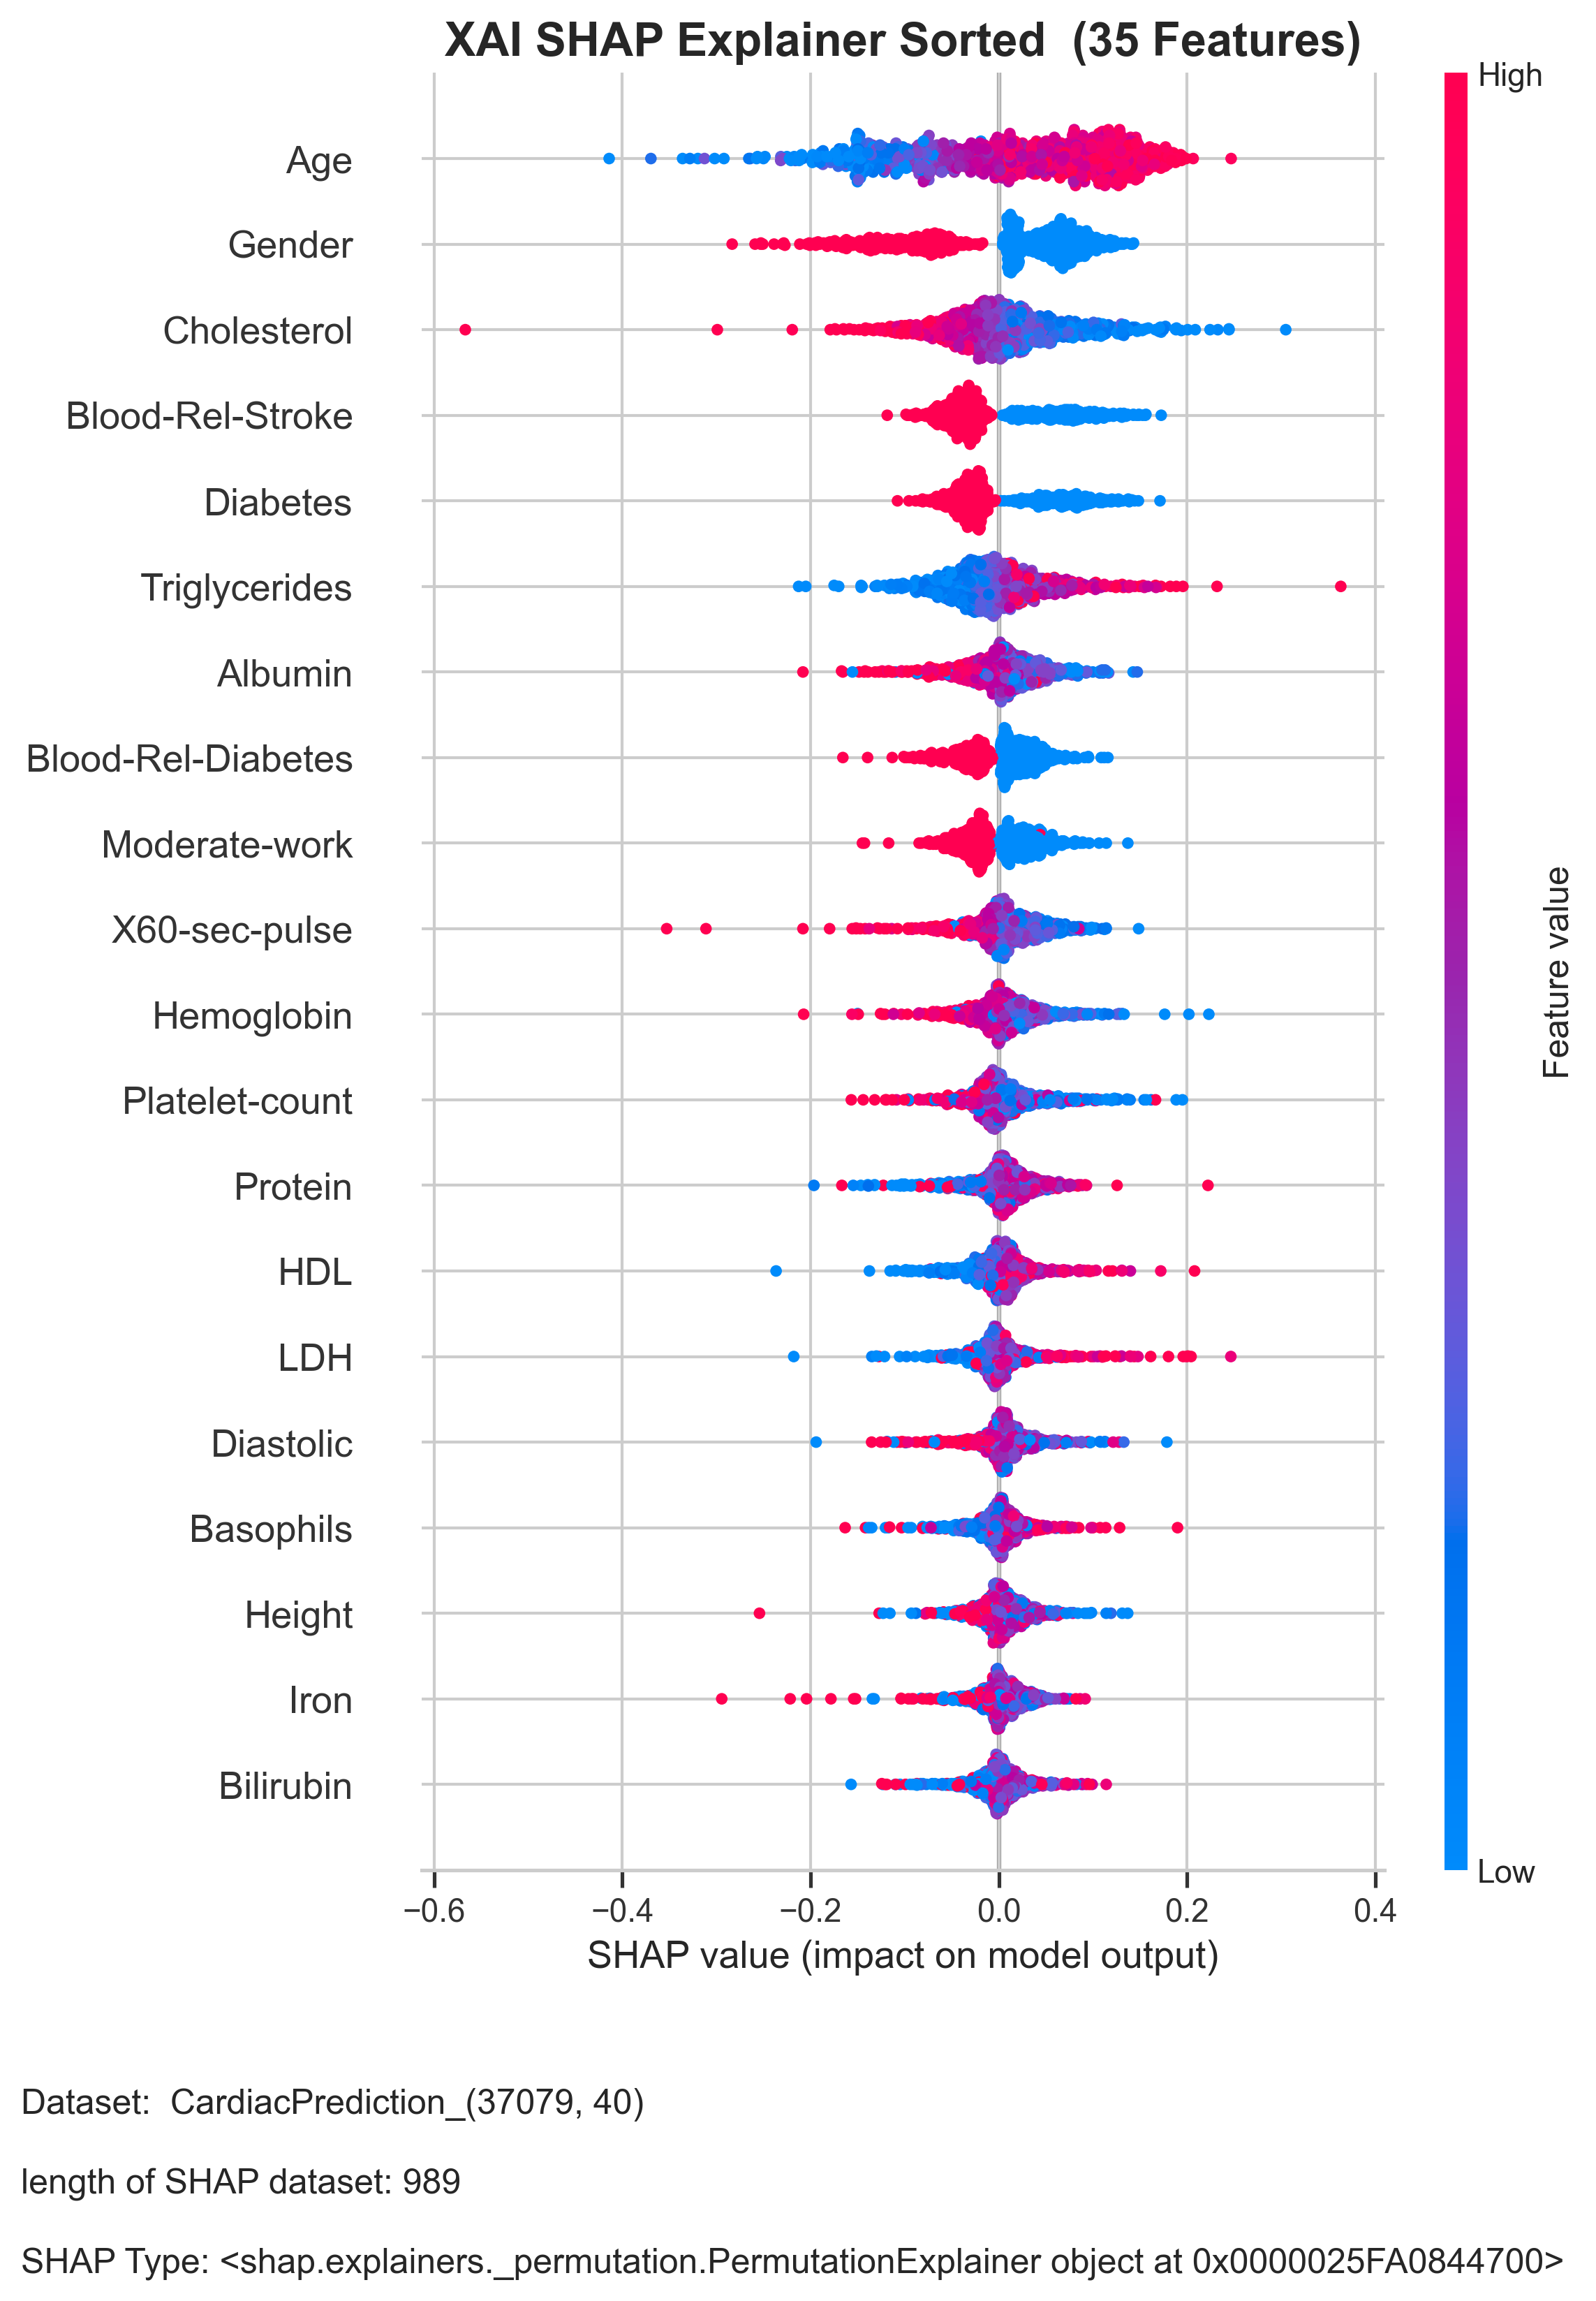 XAI SHAP Explainer Sorted  (35 Features)
High
Age
Gender
Cholesterol
Blood-Rel-Stroke
Diabetes
Triglycerides
Albumin
Blood-Rel-Diabetes
Moderate-work
X60-sec-pulse
Hemoglobin
Platelet-count
Protein
HDL
LDH
Diastolic
Basophils
Height
Iron
Bilirubin
Feature value
Low
−0.6 −0.4 −0.2 0.0 0.2 0.4
SHAP value (impact on model output)
Dataset:  CardiacPrediction_(37079, 40)
length of SHAP dataset: 989
SHAP Type: <shap.explainers._permutation.PermutationExplainer object at 0x0000025FA0844700>